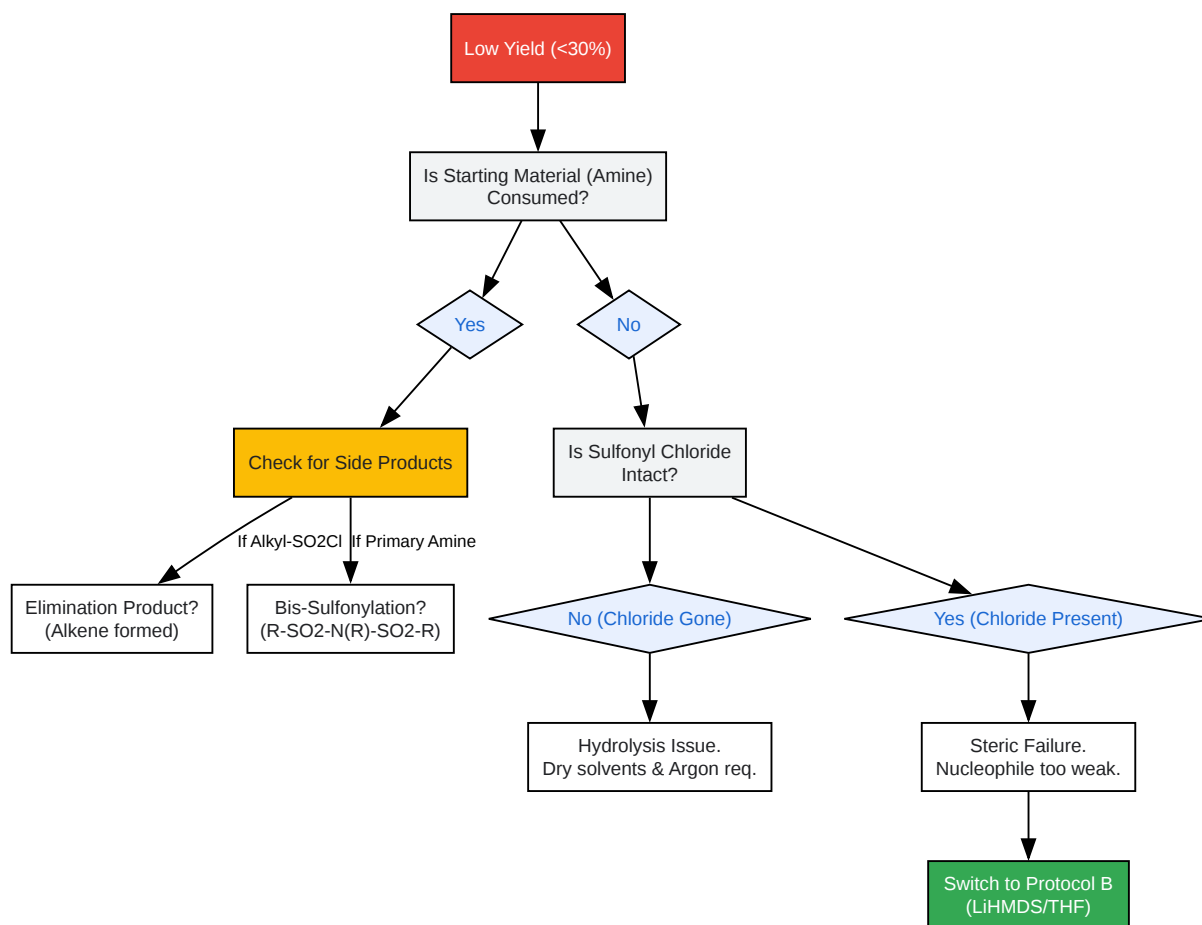 Low Yield (<30%)
Is Starting Material (Amine)
Consumed?
Yes
No
Check for Side Products
Is Sulfonyl Chloride
Intact?
If Alkyl-SO2Cl
If Primary Amine
Elimination Product?
(Alkene formed)
Bis-Sulfonylation?
(R-SO2-N(R)-SO2-R)
No (Chloride Gone)
Yes (Chloride Present)
Hydrolysis Issue.
Dry solvents & Argon req.
Steric Failure.
Nucleophile too weak.
Switch to Protocol B
(LiHMDS/THF)